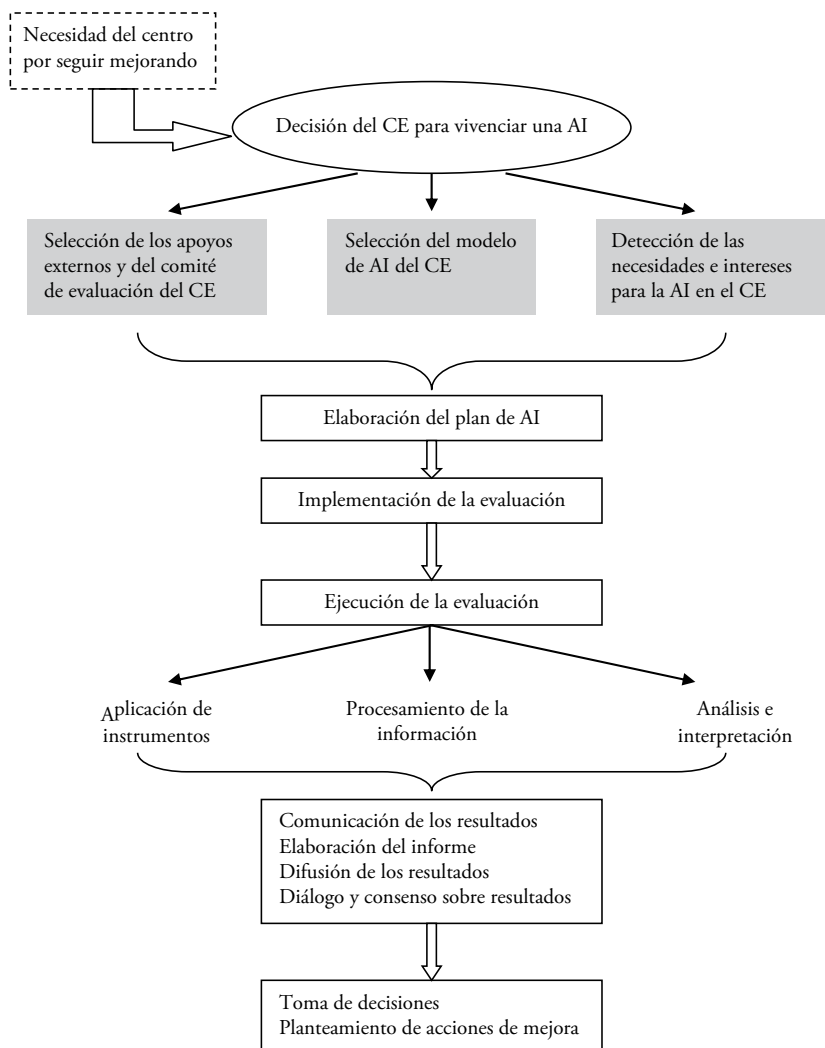 Necesidad del centro
por seguir mejorando
Decisión del CE para vivenciar una AI
Selección de los apoyos
externos y del comité
de evaluación del CE
Selección del modelo
de AI del CE
Detección de las
necesidades e intereses
para la AI en el CE
Elaboración del plan de AI
Implementación de la evaluación
Ejecución de la evaluación
Aplicación de
instrumentos
Procesamiento de la
información
Análisis e
interpretación
Comunicación de los resultados
Elaboración del informe
Difusión de los resultados
Diálogo y consenso sobre resultados
Toma de decisiones
Planteamiento de acciones de mejora